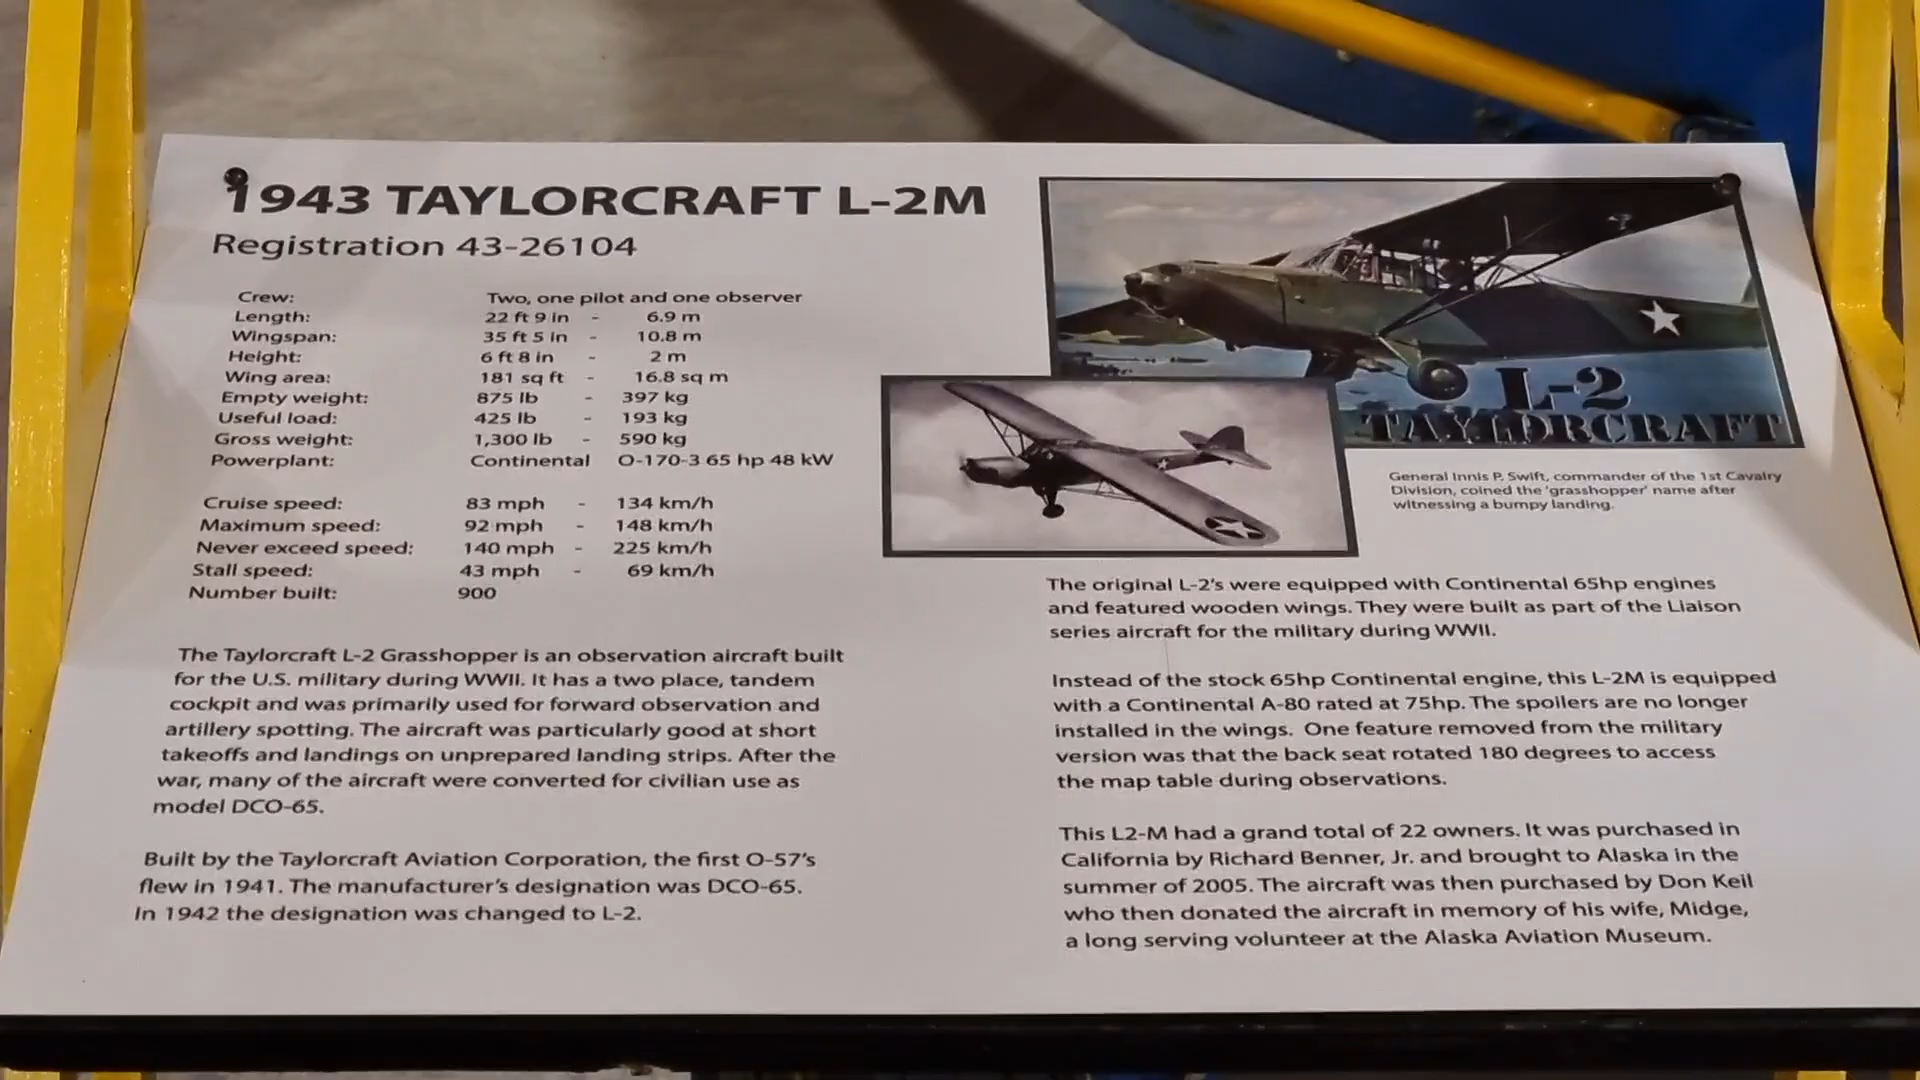 1943 TAYLORCRAFT L-2M
Registration 43-26104
Crew: Two, one pilot and one observer
Length: 22 ft 9 in - 6.9 m
Wingspan: 35 ft 5 in - 10.8 m
Height: 6 ft 8 in - 2 m
Wing area: 181 sq ft - 16.8 sq m
Empty weight: 875 lb - 397 kg
Useful load: 425 lb - 193 kg
Gross weight: 1,300 lb - 590 kg
Powerplant: Continental O-170-3 65 hp 48 kW
Cruise speed: 83 mph - 134 km/h
Maximum speed: 92 mph - 148 km/h
Never exceed speed: 140 mph - 225 km/h
Stall speed: 43 mph - 69 km/h
Number built: 900
The Taylorcraft L-2 Grasshopper is an observation aircraft built
for the U.S. military during WWII. It has a two place, tandem
cockpit and was primarily used for forward observation and
artillery spotting. The aircraft was particularly good at short
takeoffs and landings on unprepared landing strips. After the
war, many of the aircraft were converted for civilian use as
model DCO-65.
Built by the Taylorcraft Aviation Corporation, the first O-57's
flew in 1941. The manufacturer's designation was DCO-65.
In 1942 the designation was changed to L-2.
L-2
TAYLORCRAFT
General Innis P. Swift, commander of the 1st Cavalry
Division, coined the 'grasshopper' name after
witnessing a bumpy landing.
The original L-2's were equipped with Continental 65hp engines
and featured wooden wings. They were built as part of the Liaison
series aircraft for the military during WWII.
Instead of the stock 65hp Continental engine, this L-2M is equipped
with a Continental A-80 rated at 75hp. The spoilers are no longer
installed in the wings. One feature removed from the military
version was that the back seat rotated 180 degrees to access
the map table during observations.
This L2-M had a grand total of 22 owners. It was purchased in
California by Richard Benner, Jr. and brought to Alaska in the
summer of 2005. The aircraft was then purchased by Don Keil
who then donated the aircraft in memory of his wife, Midge,
a long serving volunteer at the Alaska Aviation Museum.